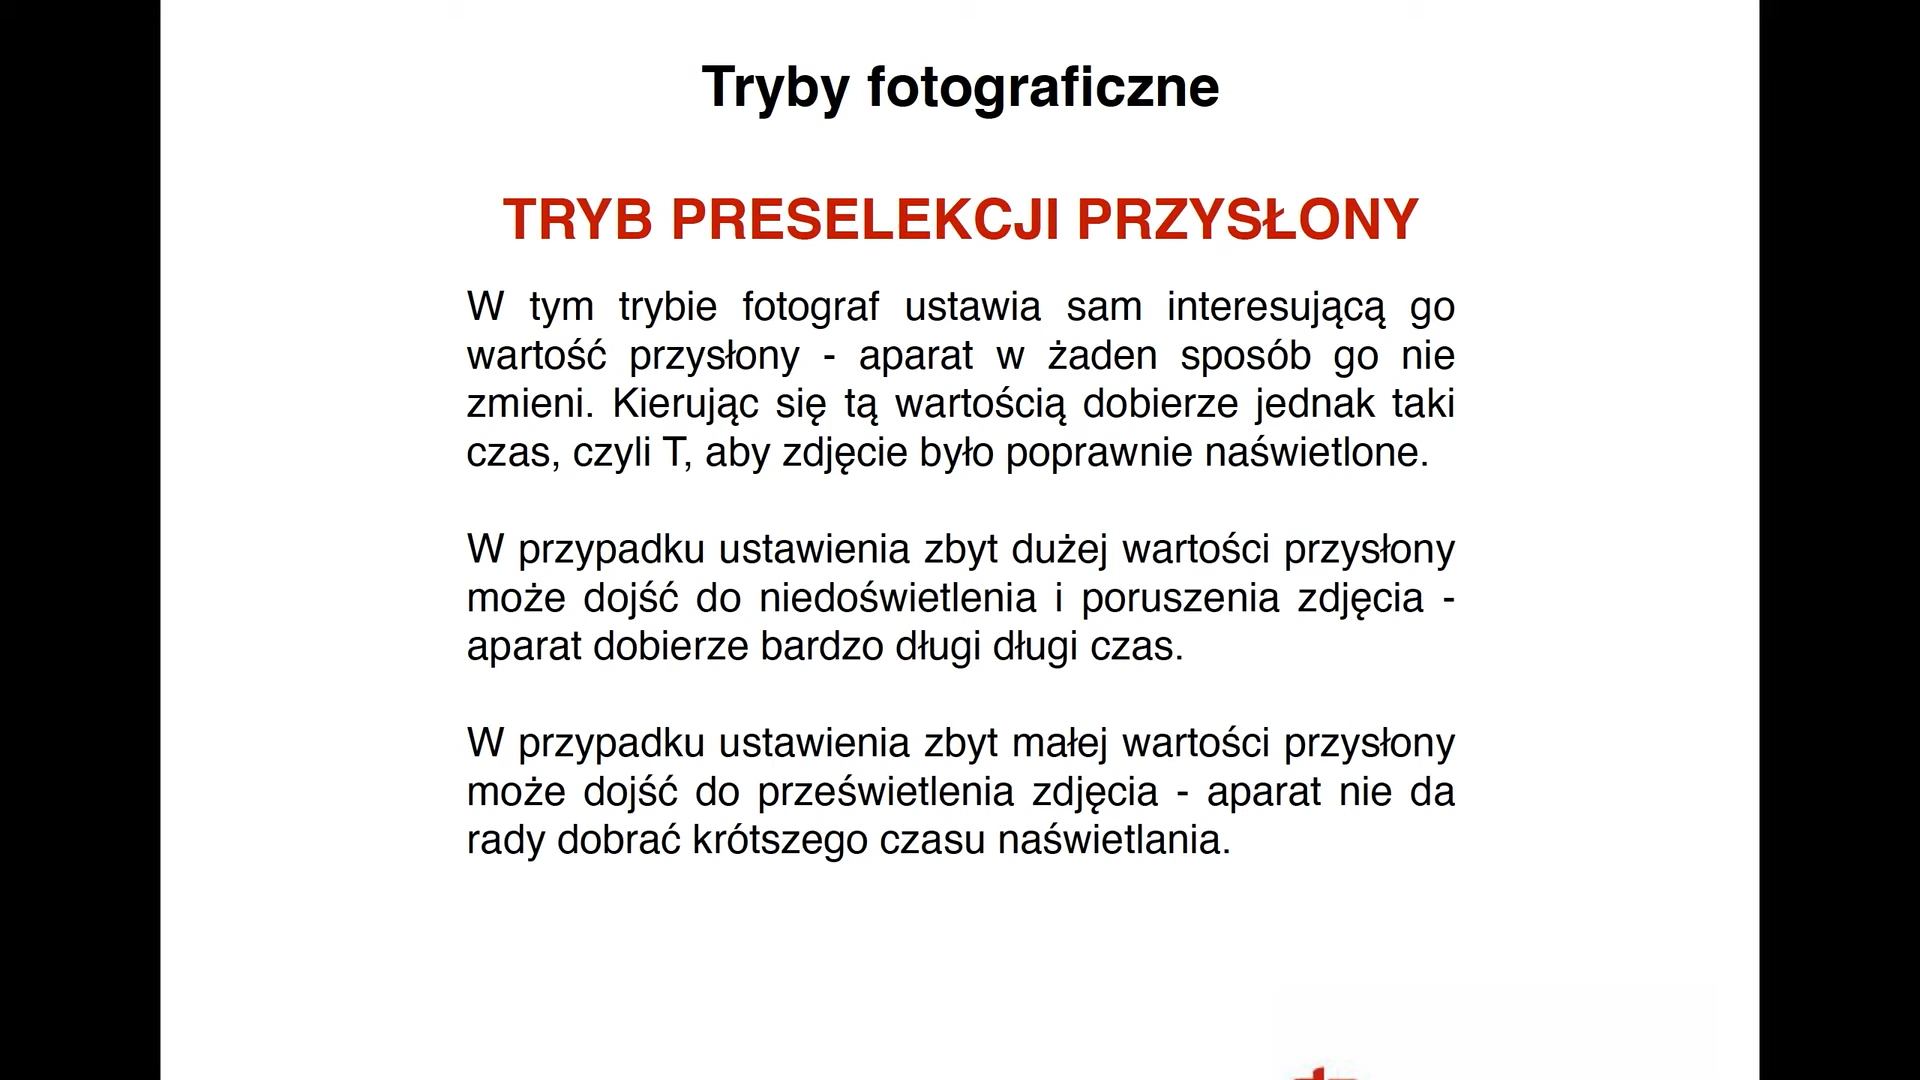 Tryby fotograficzne
TRYB PRESELEKCJI PRZYSŁONY
W tym trybie fotograf ustawia sam interesującą go
wartość przysłony - aparat w żaden sposób go nie
zmieni. Kierując się tą wartością dobierze jednak taki
czas, czyli T, aby zdjęcie było poprawnie naświetlone.
W przypadku ustawienia zbyt dużej wartości przysłony
może dojść do niedoświetlenia i poruszenia zdjęcia -
aparat dobierze bardzo długi długi czas.
W przypadku ustawienia zbyt małej wartości przysłony
może dojść do prześwietlenia zdjęcia - aparat nie da
rady dobrać krótszego czasu naświetlania.